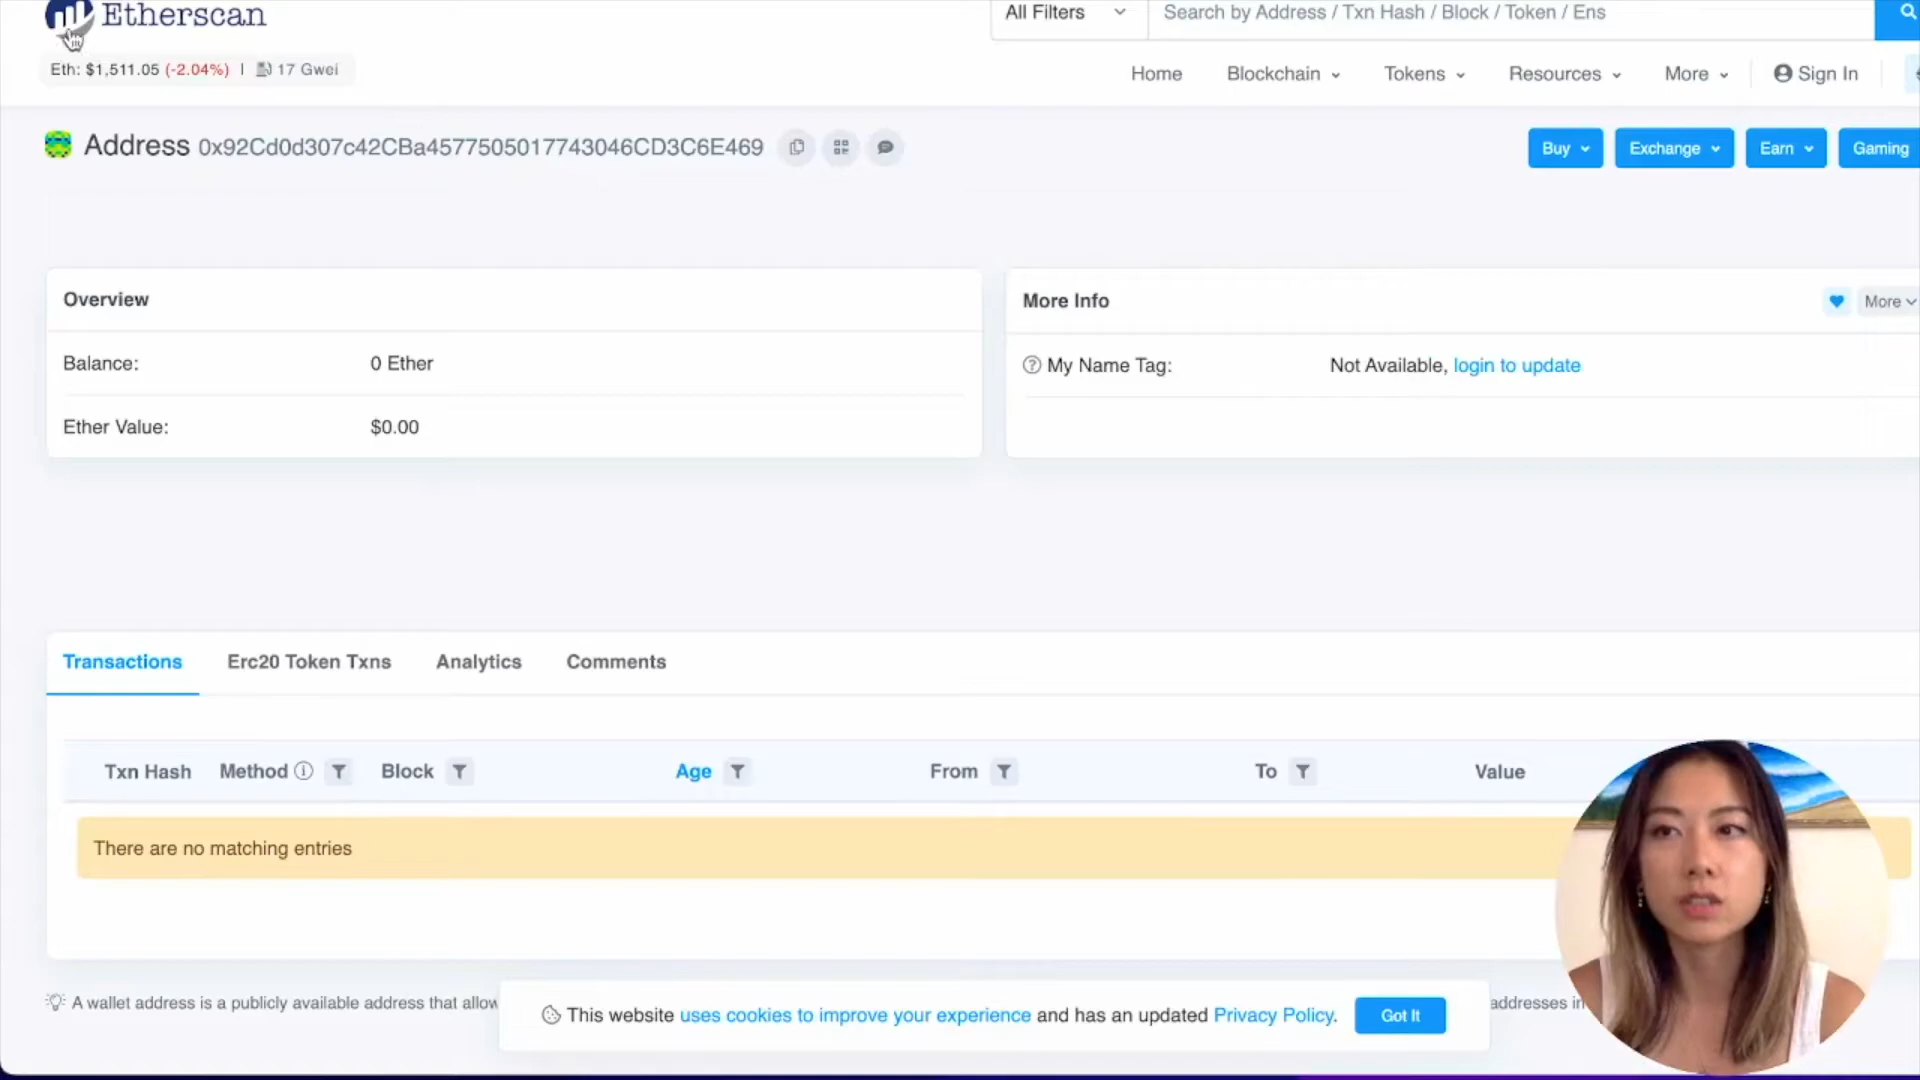 Etherscan
All Filters
Search by Address / Txn Hash / Block / Token / Ens
Eth: $1,511.05 (-2.04%) | 17 Gwei
Home Blockchain Tokens Resources More Sign In
Address 0x92Cd0d307c42CBa4577505017743046CD3C6E469
Buy Exchange Earn Gaming
Overview
Balance: 0 Ether
Ether Value: $0.00
More Info
More
My Name Tag: Not Available, login to update
Transactions Erc20 Token Txns Analytics Comments
Txn Hash Method Block Age From To Value
There are no matching entries
A wallet address is a publicly available address that allow
addresses in
This website uses cookies to improve your experience and has an updated Privacy Policy.
Got It